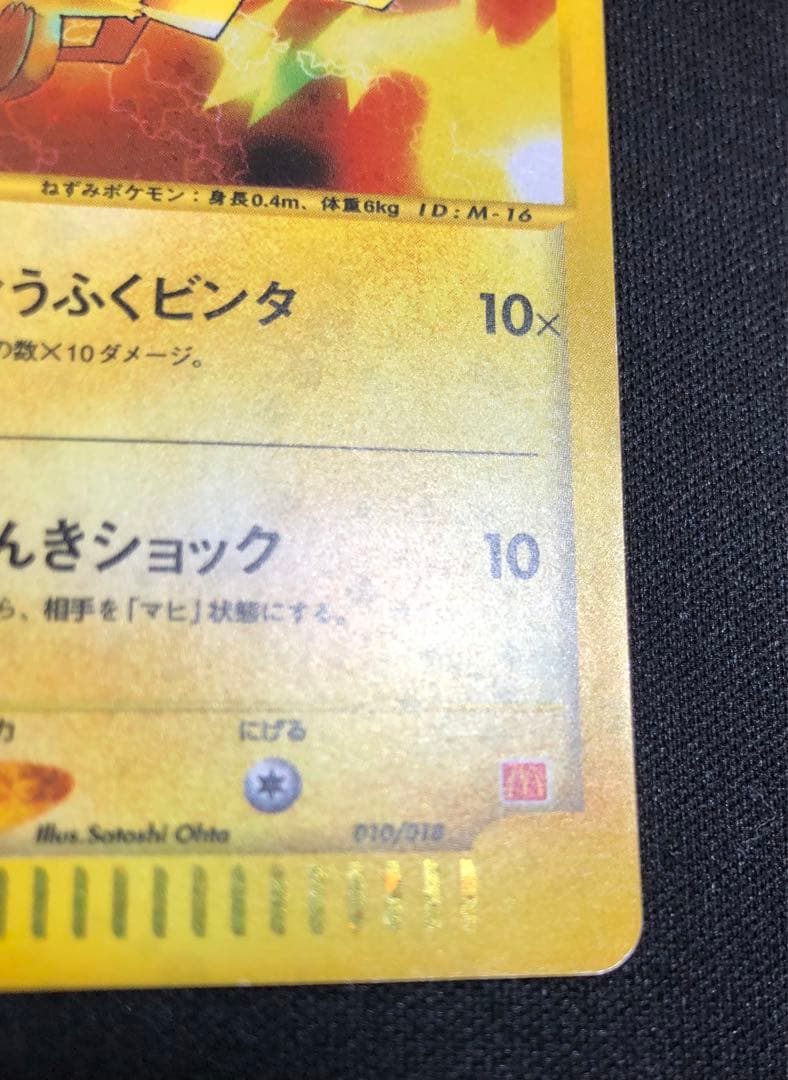 ねずみポケモン：身長0.4m、体重6kg ID:M-16
うふくビンタ 10×
の数×10ダメージ。
んきショック 10
ら、相手を「マヒ」状態にする。
力 にげる
Illus.Satoshi Ohta 010/018